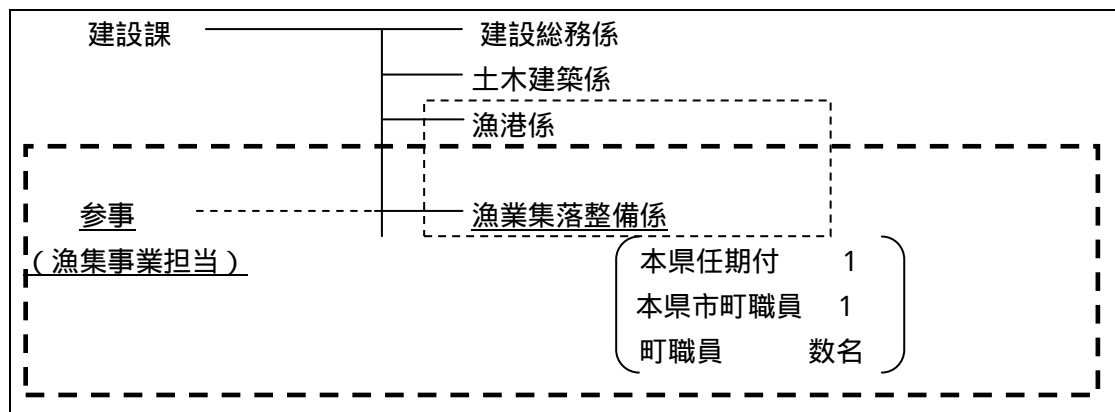 建設課 建設総務係
土木建築係
漁港係
参事 漁業集落整備係
（漁集事業担当）
本県任期付 1
本県市町職員 1
町職員 数名